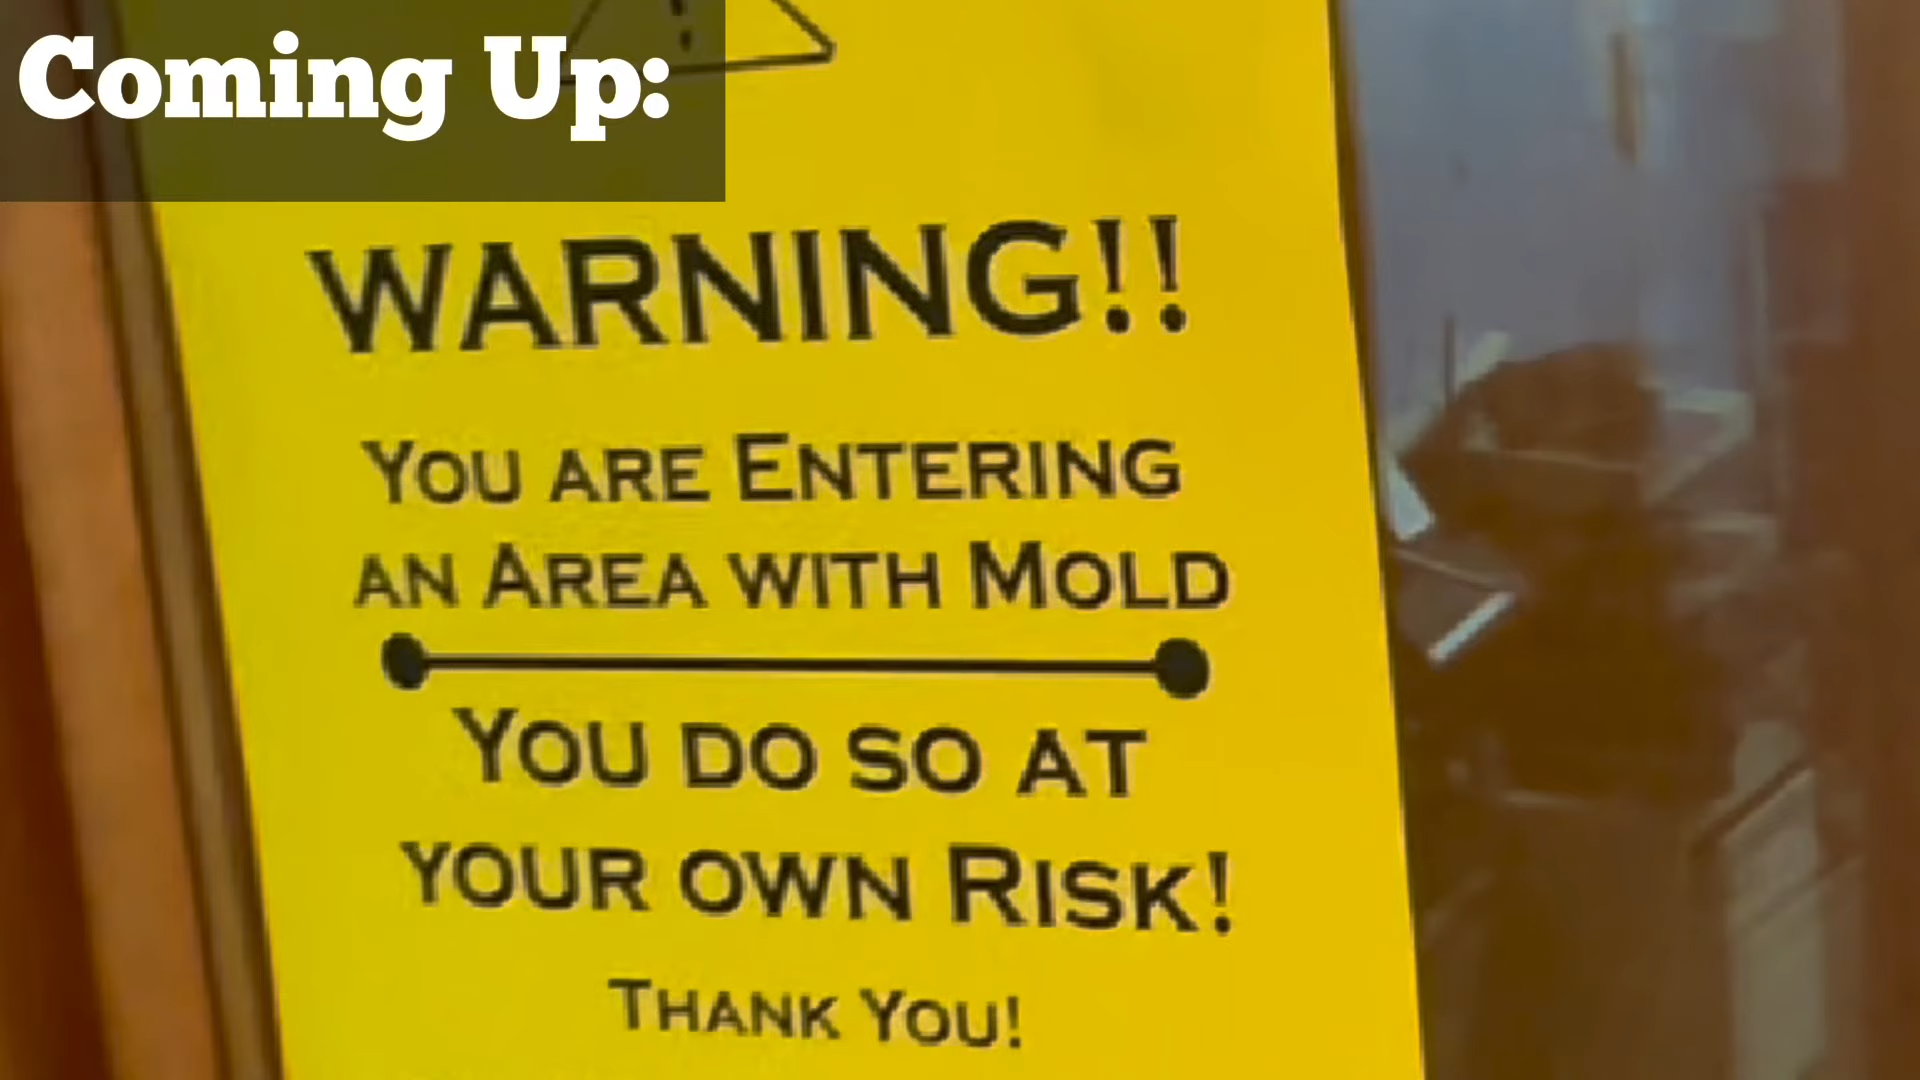 Coming Up:
WARNING!!
YOU ARE ENTERING
AN AREA WITH MOLD
YOU DO SO AT
YOUR OWN RISK!
THANK YOU!